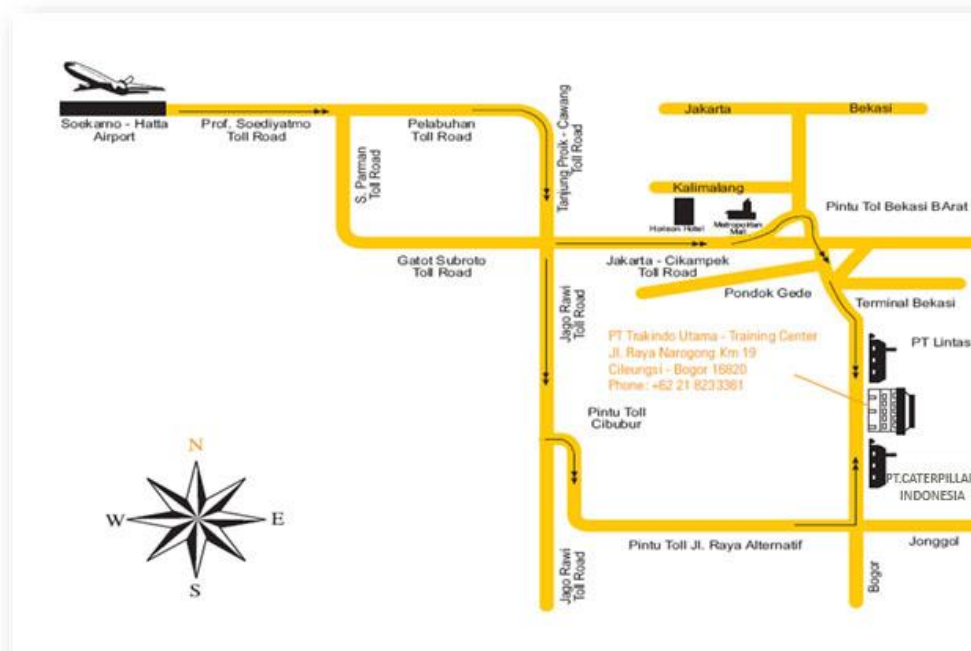 Soekarno - Hatta
Airport
Prof. Soediyatmo
Toll Road
Pelabuhan
Toll Road
S. Parman
Toll Road
Tanjung Proik - Cawang
Toll Road
Jakarta
Bekasi
Kalimalang
Horison Hotel
Metropolitan
Mall
Pintu Tol Bekasi BArat
Gatot Subroto
Toll Road
Jakarta - Cikampek
Toll Road
Pondok Gede
Terminal Bekasi
Jago Rawi
Toll Road
PT Trakindo Utama - Training Center
Jl. Raya Narogong Km 19
Cileungsi - Bogor 16820
Phone: +62 21 8233361
PT Lintas
Pintu Toll
Cibubur
PT.CATERPILLAR
INDONESIA
N
W
E
S
Pintu Toll Jl. Raya Alternatif
Jonggol
Jago Rawi
Toll Road
Bogor